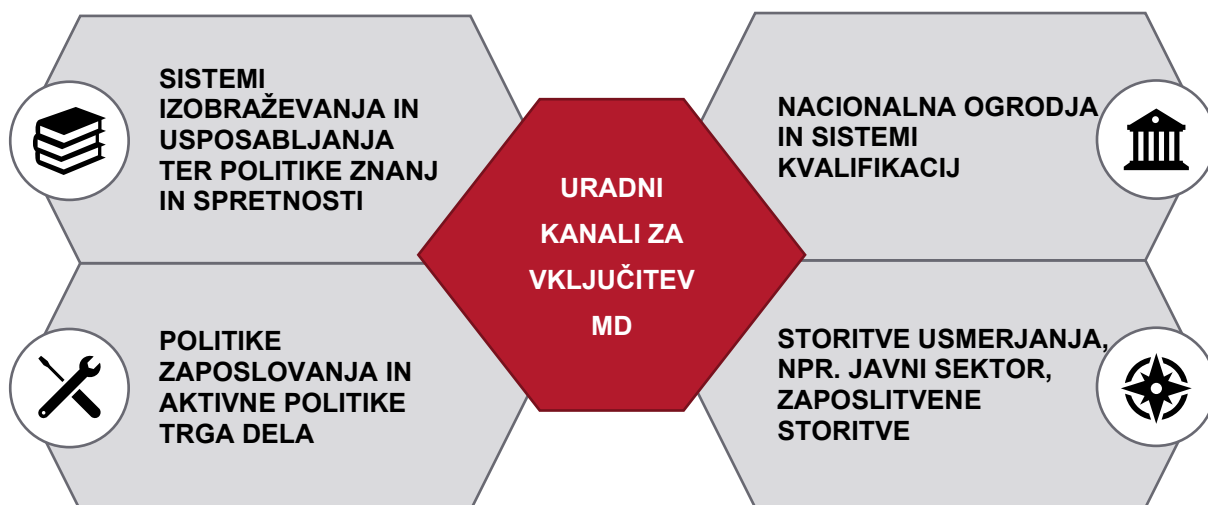 SISTEMI
IZOBRAŽEVANJA IN
USPOSABLJANJA
TER POLITIKE ZNANJ
IN SPRETNOSTI
NACIONALNA OGRODJA
IN SISTEMI
KVALIFIKACIJ
URADNI
KANALI ZA
VKLJUČITEV
MD
POLITIKE
ZAPOSLOVANJA IN
AKTIVNE POLITIKE
TRGA DELA
STORITVE USMERJANJA,
NPR. JAVNI SEKTOR,
ZAPOSLITVENE
STORITVE